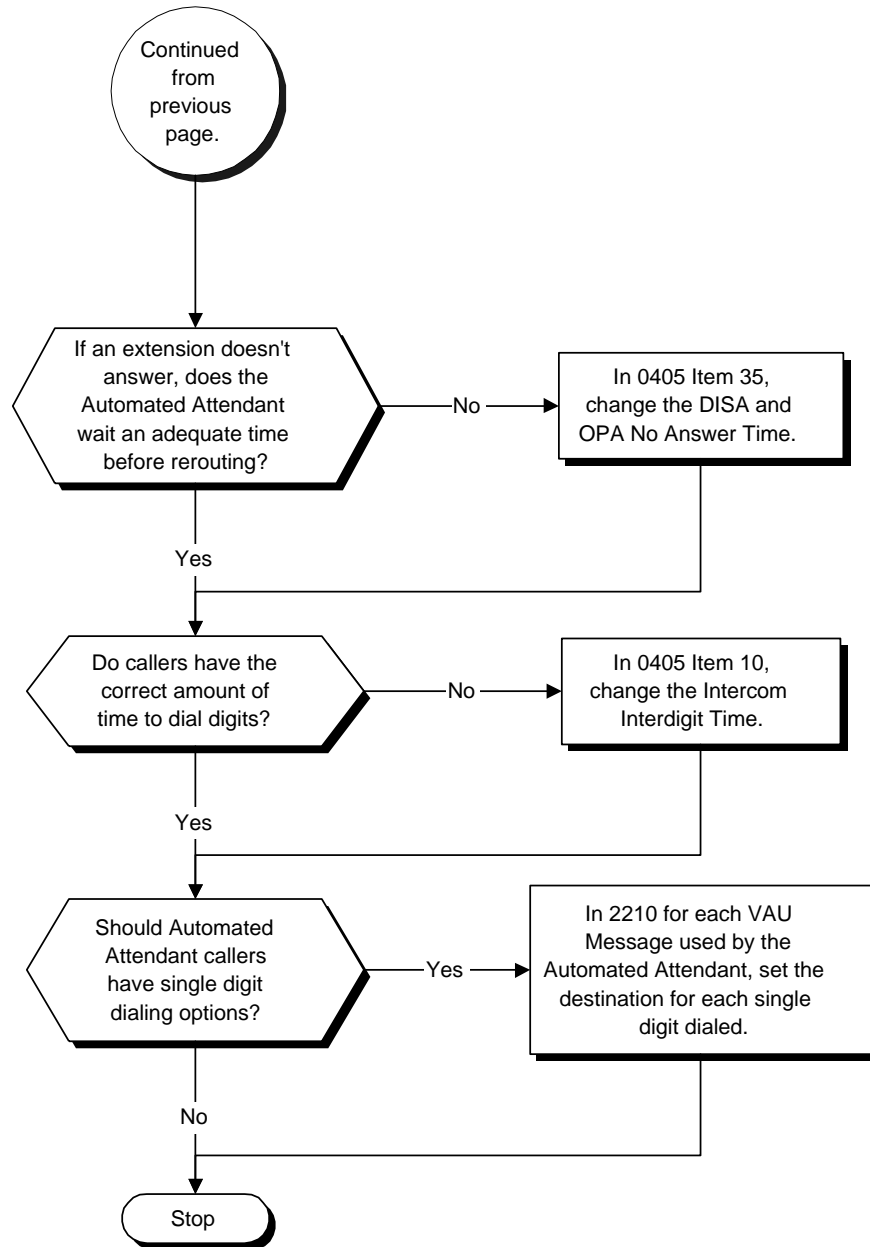 Continued
from
previous
page.
If an extension doesn't
answer, does the
Automated Attendant
wait an adequate time
before rerouting?
No
In 0405 Item 35,
change the DISA and
OPA No Answer Time.
Yes
Do callers have the
correct amount of
time to dial digits?
No
In 0405 Item 10,
change the Intercom
Interdigit Time.
Yes
Should Automated
Attendant callers
have single digit
dialing options?
Yes
In 2210 for each VAU
Message used by the
Automated Attendant, set the
destination for each single
digit dialed.
No
Stop